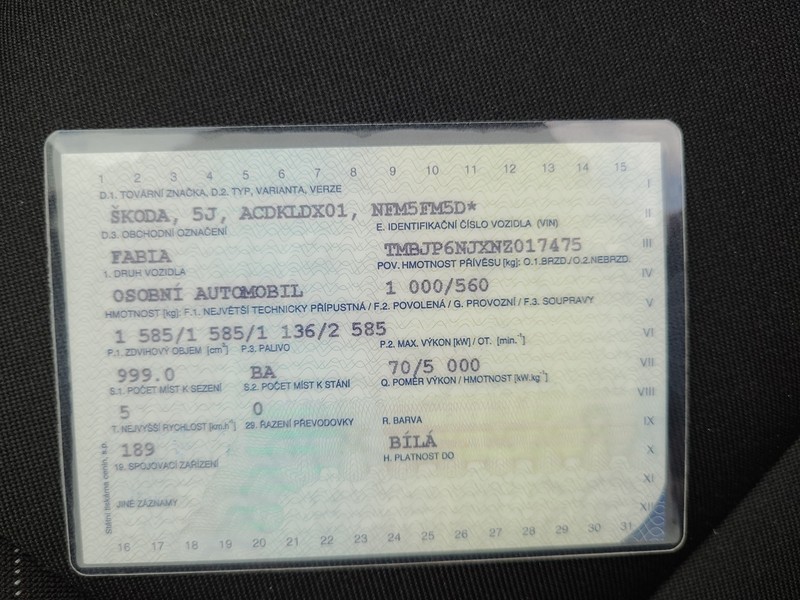 1 2 3 4 5 6 7 8 9 10 11 12 13 14 15
D.1. TOVÁRNÍ ZNAČKA, D.2. TYP, VARIANTA, VERZE
I
ŠKODA, 5J, ACDKLDX01, NFM5FM5D*
II
D.3. OBCHODNÍ OZNAČENÍ E. IDENTIFIKAČNÍ ČÍSLO VOZIDLA (VIN)
FABIA TMBJP6NJXNZ017475
III
1. DRUH VOZIDLA POV. HMOTNOST PŘÍVĚSU [kg]: O.1.BRZD./O.2.NEBRZD.
IV
OSOBNÍ AUTOMOBIL 1 000/560
HMOTNOST [kg]: F.1. NEJVĚTŠÍ TECHNICKY PŘÍPUSTNÁ / F.2. POVOLENÁ / G. PROVOZNÍ / F.3. SOUPRAVY
V
1 585/1 585/1 136/2 585
VI
P.1. ZDVIHOVÝ OBJEM [cm³] P.3. PALIVO P.2. MAX. VÝKON [kW] / OT. [min.⁻¹]
999.0 BA 70/5 000
VII
S.1. POČET MÍST K SEZENÍ S.2. POČET MÍST K STÁNÍ Q. POMĚR VÝKON / HMOTNOST [kW.kg⁻¹]
VIII
5 0
T. NEJVYŠŠÍ RYCHLOST [km.h⁻¹] 29. ŘAZENÍ PŘEVODOVKY R. BARVA
IX
189 BÍLÁ
X
19. SPOJOVACÍ ZAŘÍZENÍ H. PLATNOST DO
XI
JINÉ ZÁZNAMY
XII
Státní tiskárna cenin, s.p.
16 17 18 19 20 21 22 23 24 25 26 27 28 29 30 31